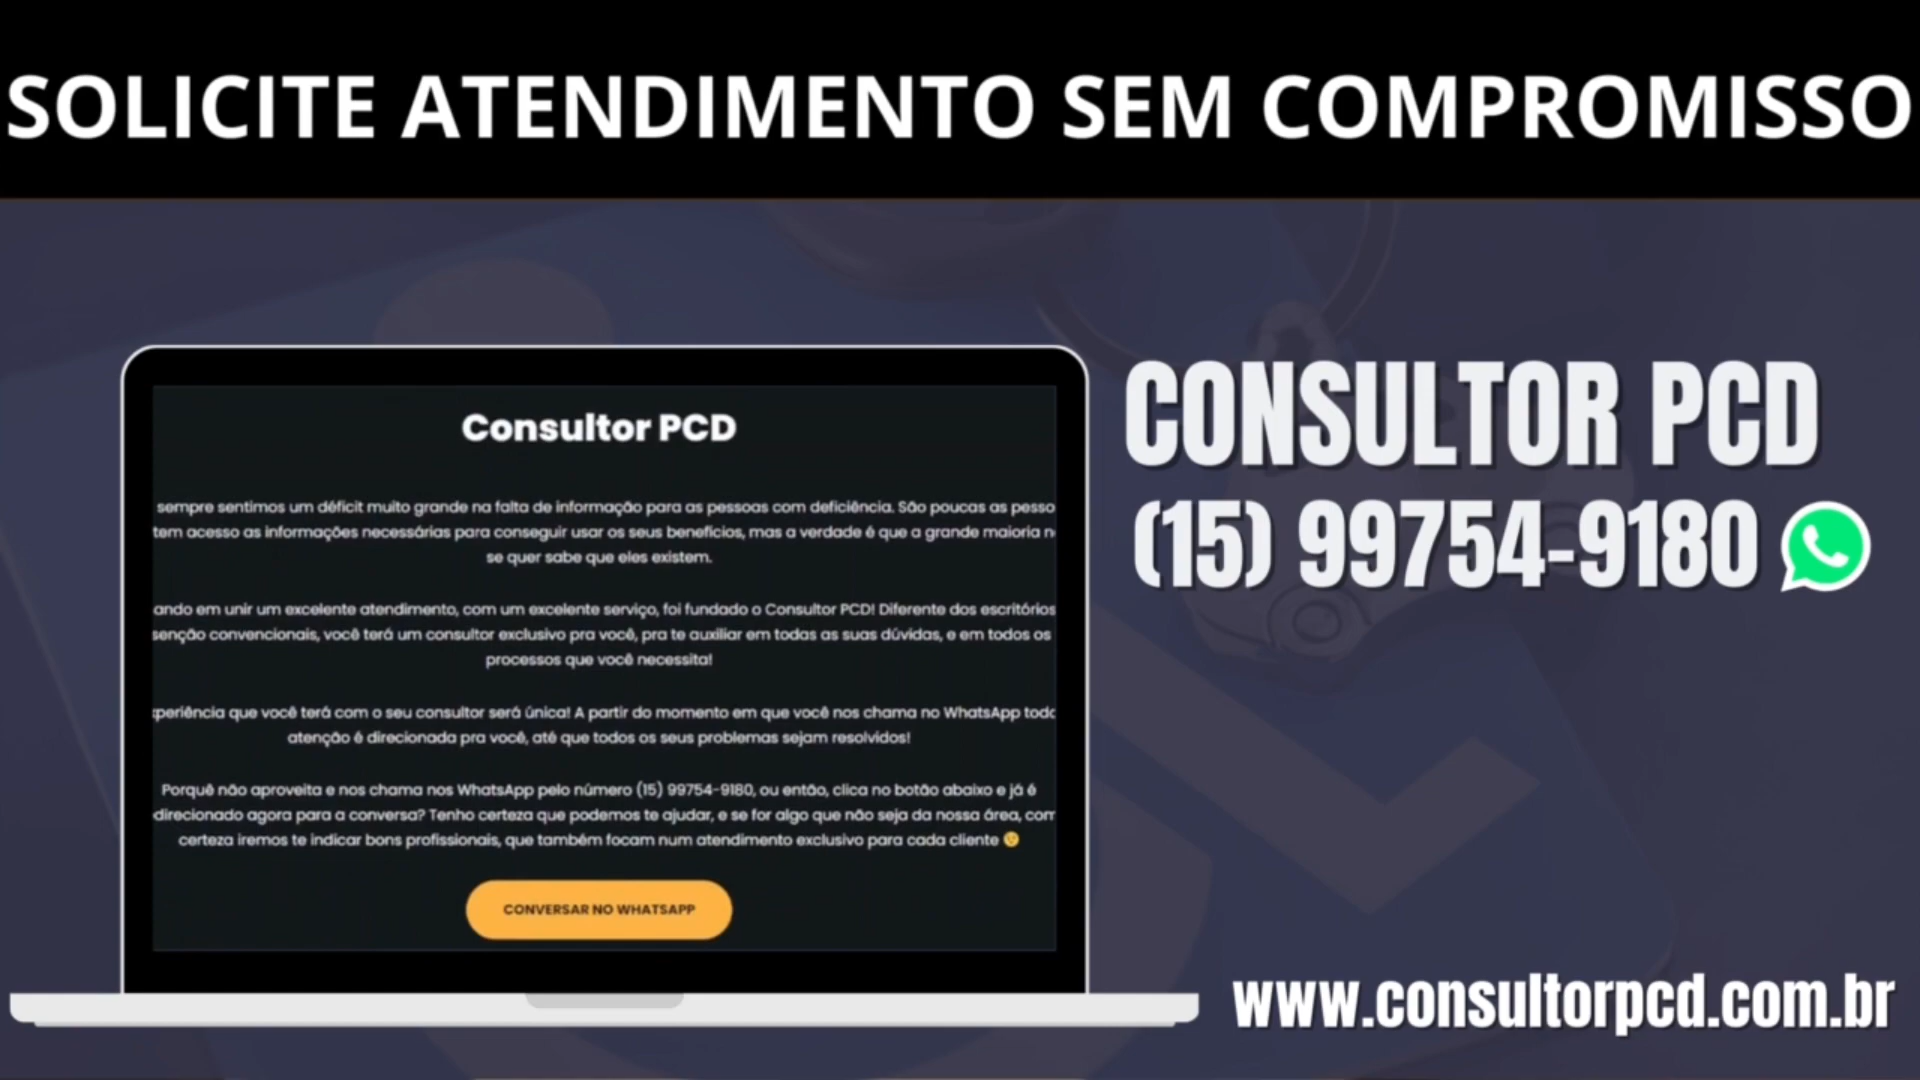 SOLICITE ATENDIMENTO SEM COMPROMISSO
Consultor PCD
sempre sentimos um déficit muito grande na falta de informação para as pessoas com deficiência. São poucas as pesso
tem acesso as informações necessárias para conseguir usar os seus benefícios, mas a verdade é que a grande maioria n
se quer sabe que eles existem.
ando em unir um excelente atendimento, com um excelente serviço, foi fundado o Consultor PCD! Diferente dos escritórios
senção convencionais, você terá um consultor exclusivo pra você, pra te auxiliar em todas as suas dúvidas, e em todos os
processos que você necessita!
xperiência que você terá com o seu consultor será única! A partir do momento em que você nos chama no WhatsApp toda
atenção é direcionada pra você, até que todos os seus problemas sejam resolvidos!
Porquê não aproveita e nos chama nos WhatsApp pelo número (15) 99754-9180, ou então, clica no botão abaixo e já é
direcionado agora para a conversa? Tenho certeza que podemos te ajudar, e se for algo que não seja da nossa área, com
certeza iremos te indicar bons profissionais, que também focam num atendimento exclusivo para cada cliente 😉
CONVERSAR NO WHATSAPP
CONSULTOR PCD
(15) 99754-9180
www.consultorpcd.com.br